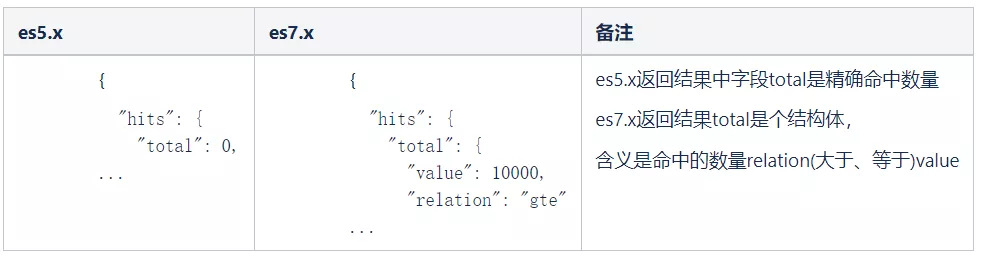 es5.x
es7.x
备注
{
"hits": {
"total": 0,
...
{
"hits": {
"total": {
"value": 10000,
"relation": "gte"
...
es5.x返回结果中字段total是精确命中数量
es7.x返回结果total是个结构体，
含义是命中的数量relation(大于、等于)value